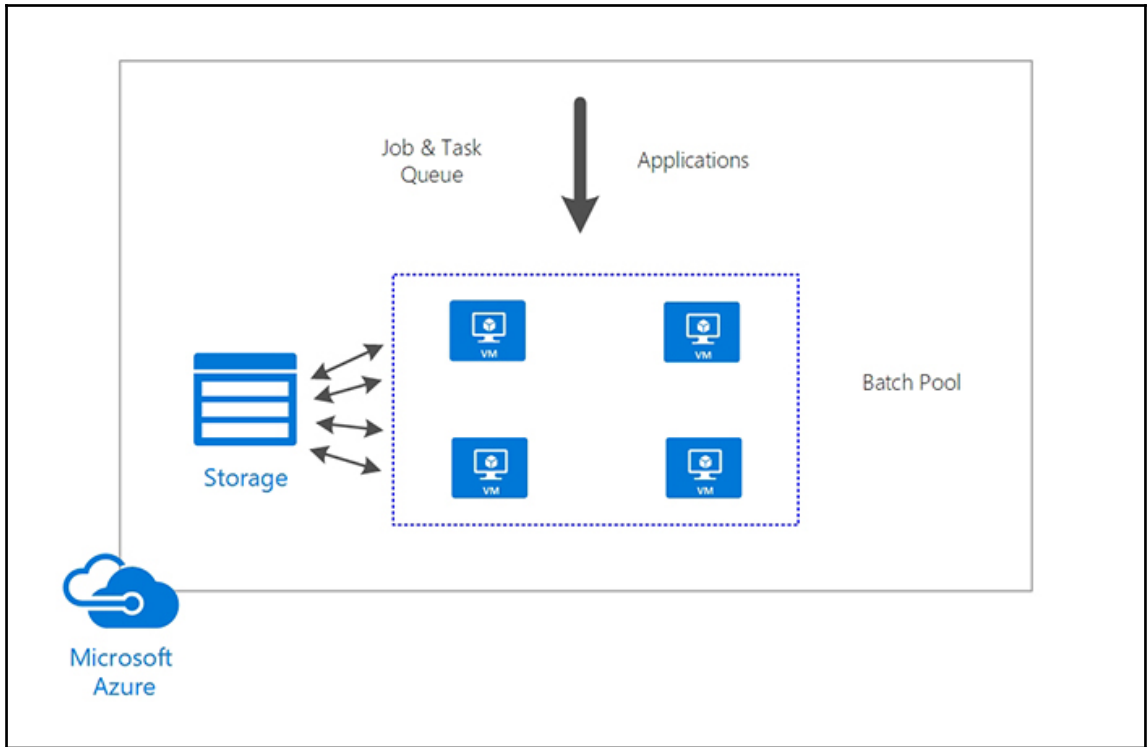 Job & Task
Queue
Applications
VM
VM
Batch Pool
Storage
VM
VM
Microsoft
Azure